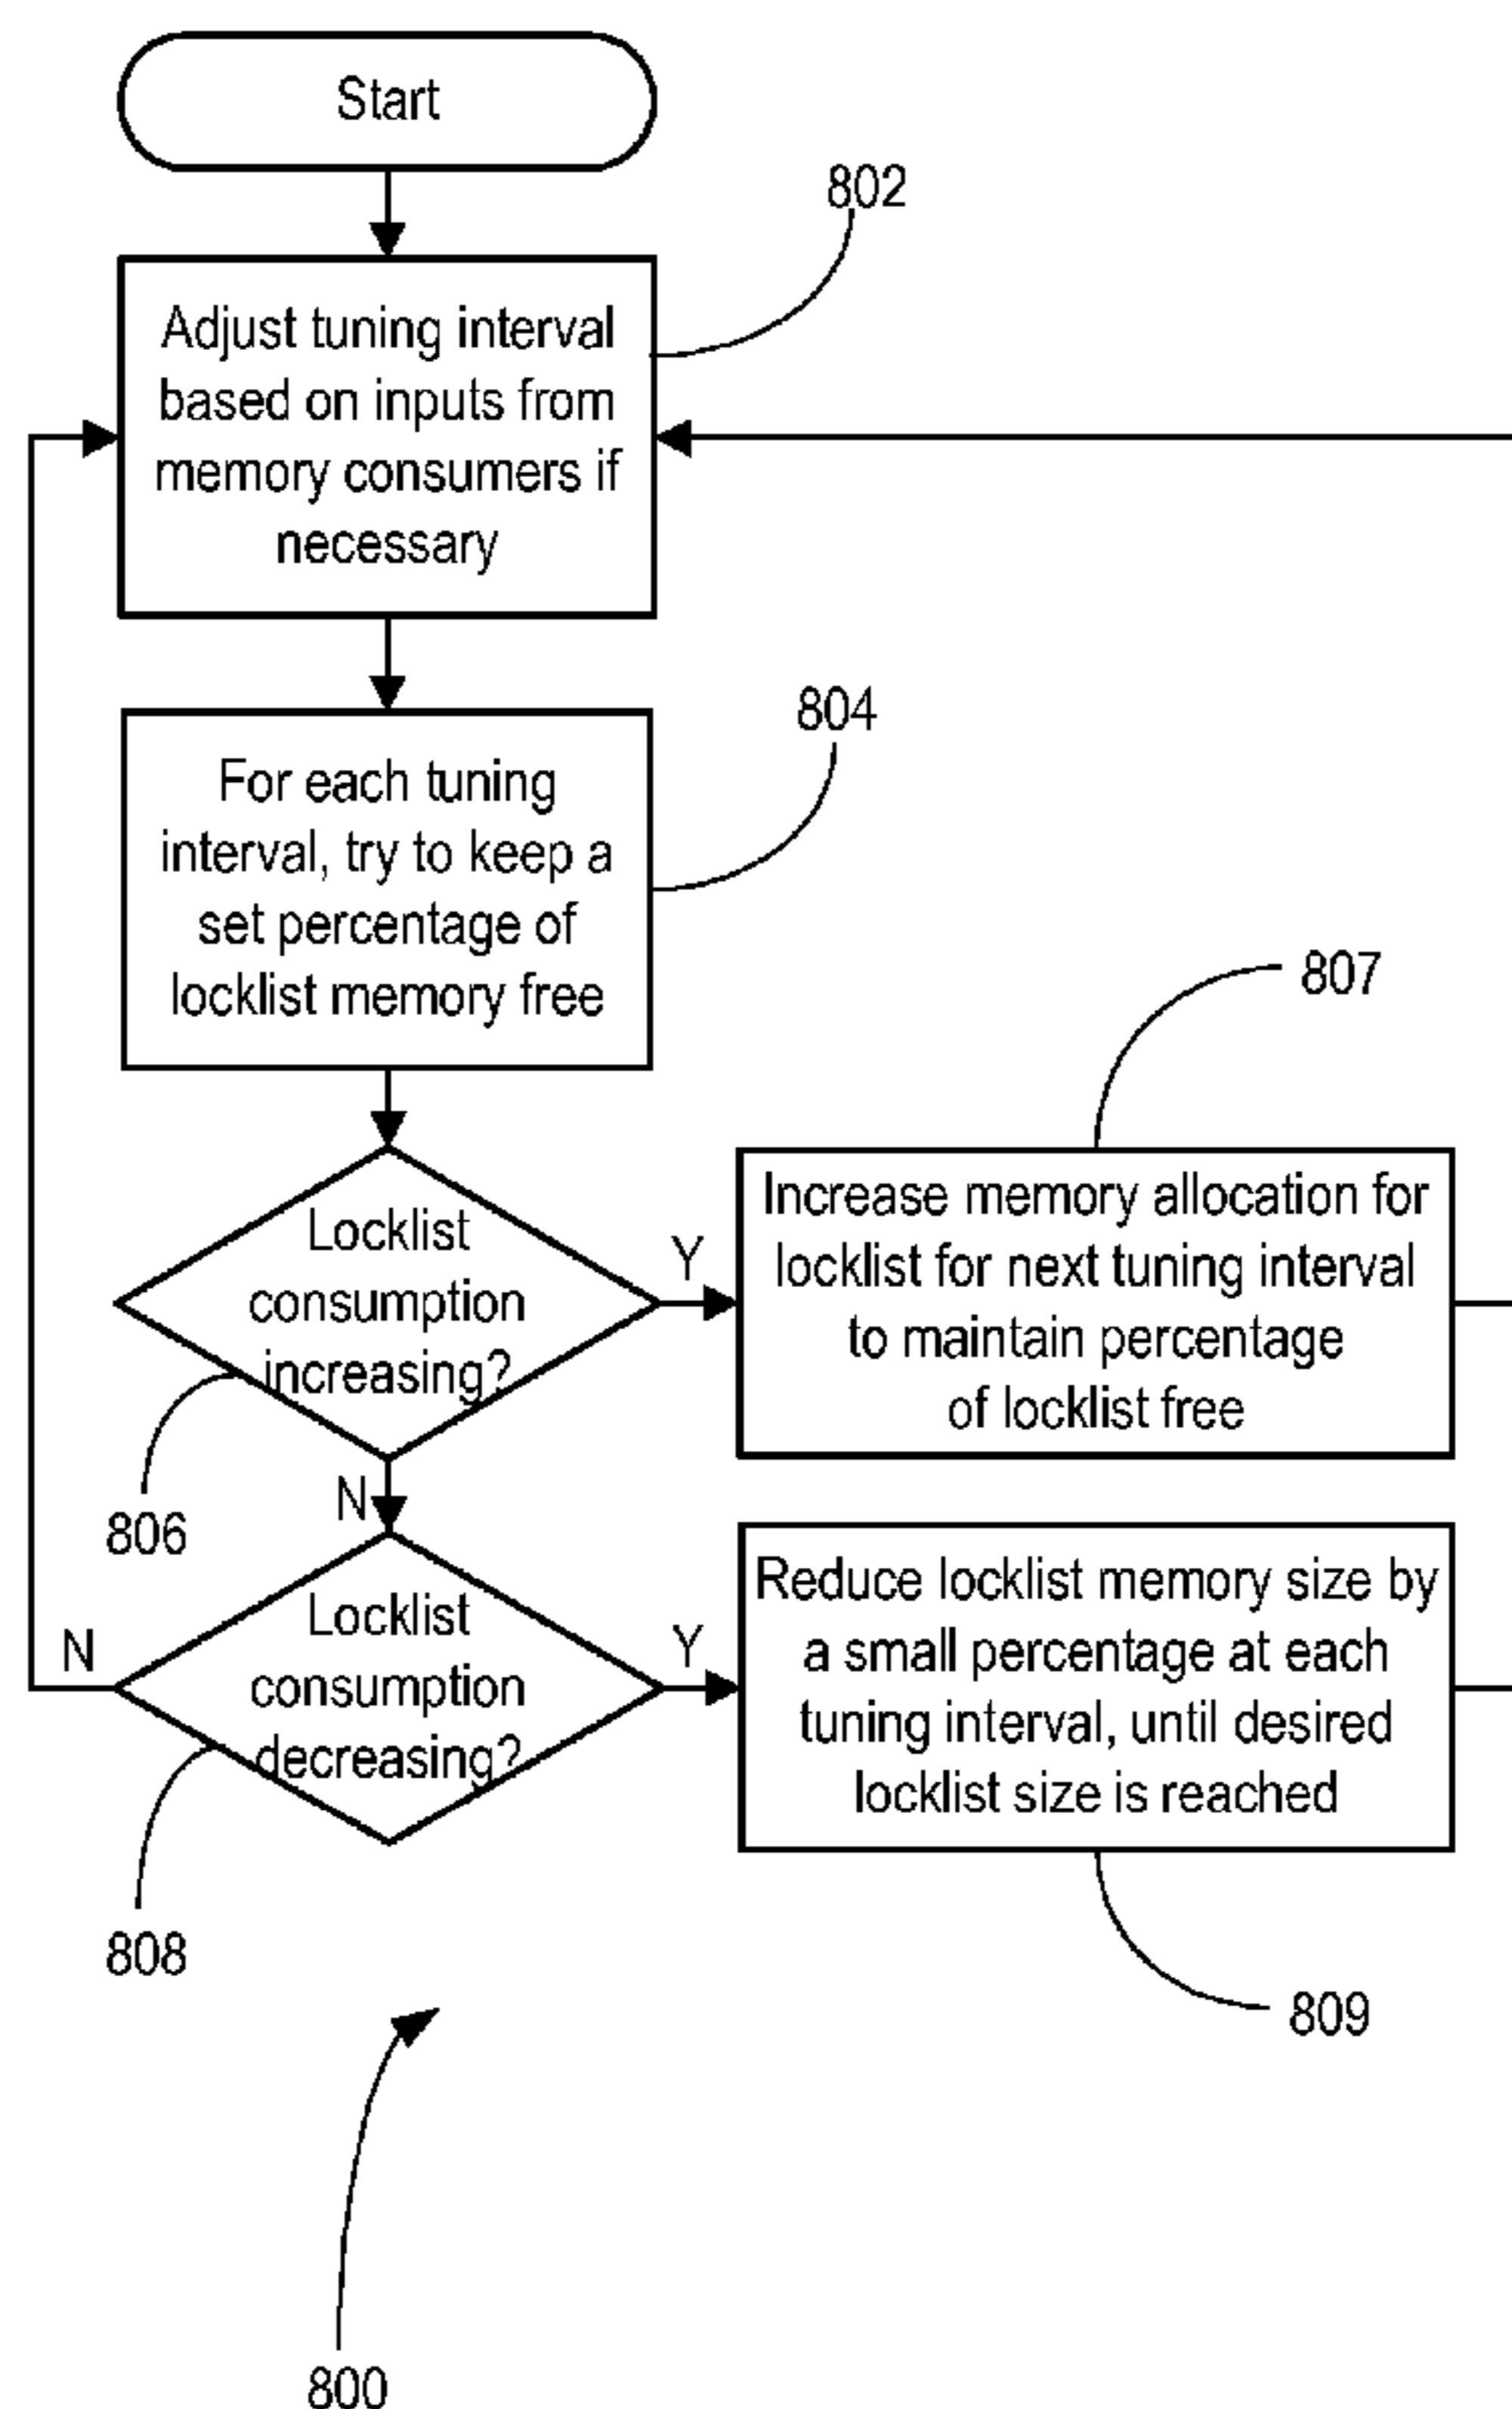 Start
802
Adjust tuning interval
based on inputs from
memory consumers if
necessary
804
For each tuning
interval, try to keep a
set percentage of
locklist memory free
807
Locklist
consumption
increasing?
Y
Increase memory allocation for
locklist for next tuning interval
to maintain percentage
of locklist free
806
N
Locklist
consumption
decreasing?
N
Y
Reduce locklist memory size by
a small percentage at each
tuning interval, until desired
locklist size is reached
808
809
800